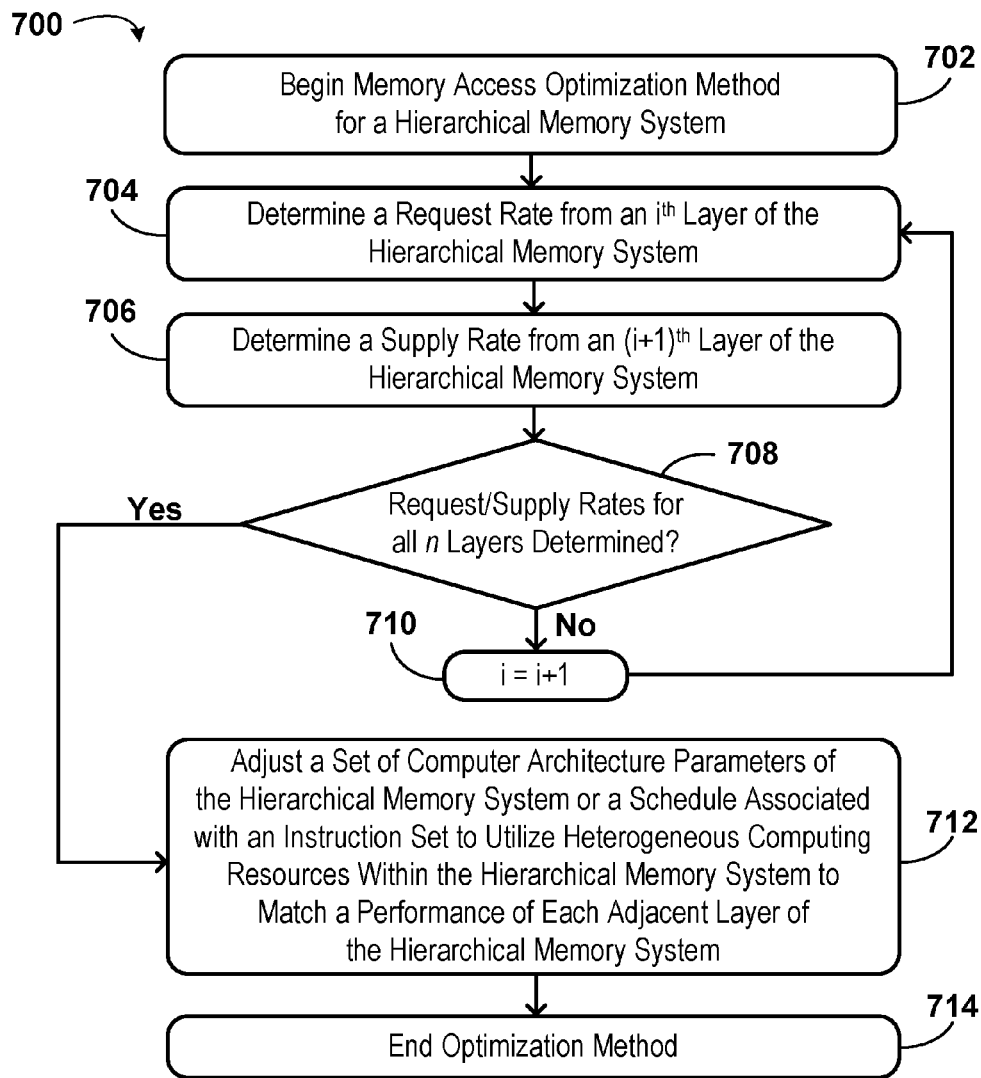 700
702
Begin Memory Access Optimization Method
for a Hierarchical Memory System
704
Determine a Request Rate from an iᵗʰ Layer of the
Hierarchical Memory System
706
Determine a Supply Rate from an (i+1)ᵗʰ Layer of the
Hierarchical Memory System
708
Request/Supply Rates for
all n Layers Determined?
Yes
No
710
i = i+1
712
Adjust a Set of Computer Architecture Parameters of
the Hierarchical Memory System or a Schedule Associated
with an Instruction Set to Utilize Heterogeneous Computing
Resources Within the Hierarchical Memory System to
Match a Performance of Each Adjacent Layer of
the Hierarchical Memory System
714
End Optimization Method